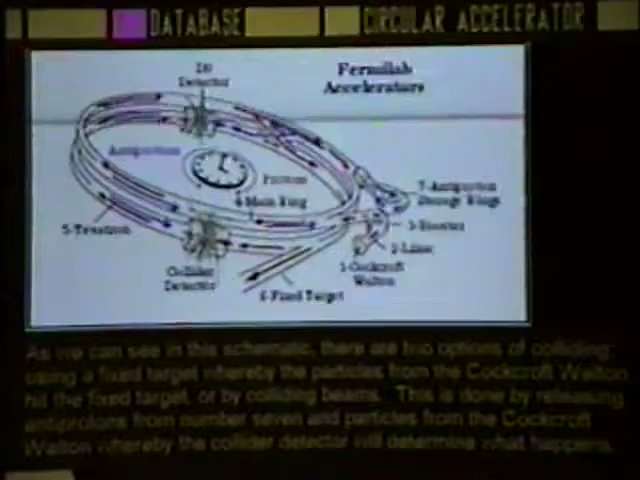 DATABASE
CIRCULAR ACCELERATOR
Fermilab
Accelerators
D0
Detector
Antiproton
Protons
4-Main Ring
5-Tevatron
Collider
Detector
6-Fixed Target
7-Antiproton
Storage Rings
3-Booster
2-Linac
1-Cockcroft
Walton
As we can see in this schematic, there are two options of colliding:
using a fixed target whereby the particles from the Cockcroft Walton
hit the fixed target, or by colliding beams. This is done by releasing
antiprotons from number seven and particles from the Cockcroft
Walton whereby the collider detector will determine what happens.